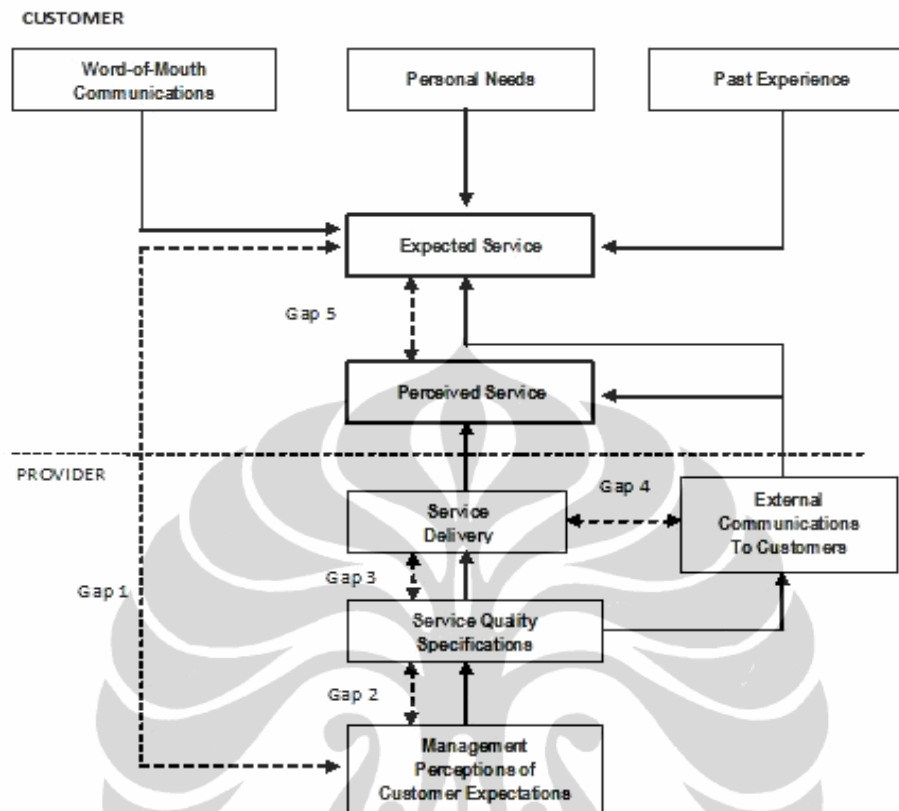 CUSTOMER
Word-of-Mouth
Communications
Personal Needs
Past Experience
Expected Service
Gap 5
Perceived Service
PROVIDER
Gap 4
Service
Delivery
External
Communications
To Customers
Gap 3
Gap 1
Service Quality
Specifications
Gap 2
Management
Perceptions of
Customer Expectations